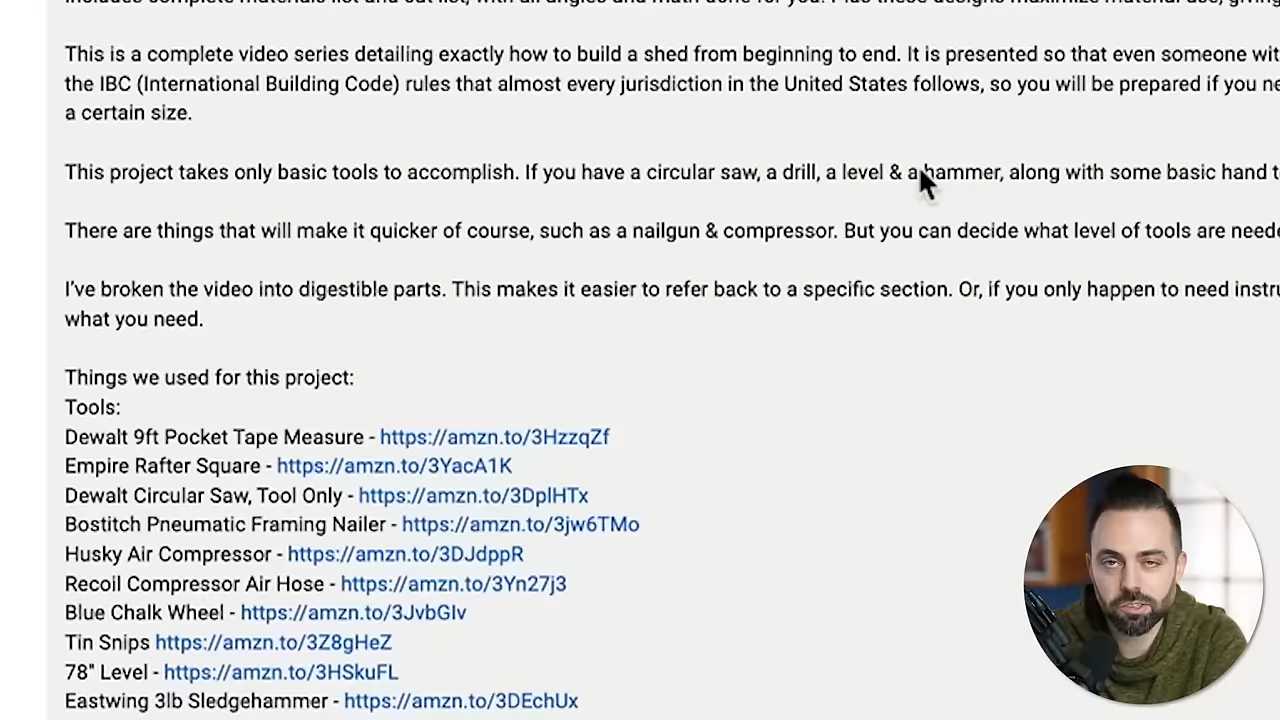 This is a complete video series detailing exactly how to build a shed from beginning to end. It is presented so that even someone
the IBC (International Building Code) rules that almost every jurisdiction in the United States follows, so you will be prepared if you
a certain size.
This project takes only basic tools to accomplish. If you have a circular saw, a drill, a level & a hammer, along with some basic hand
There are things that will make it quicker of course, such as a nailgun & compressor. But you can decide what level of tools are
I've broken the video into digestible parts. This makes it easier to refer back to a specific section. Or, if you only happen to need
what you need.
Things we used for this project:
Tools:
Dewalt 9ft Pocket Tape Measure - https://amzn.to/3HzzqZf
Empire Rafter Square - https://amzn.to/3YacA1K
Dewalt Circular Saw, Tool Only - https://amzn.to/3DplHTx
Bostitch Pneumatic Framing Nailer - https://amzn.to/3jw6TMo
Husky Air Compressor - https://amzn.to/3DJdppR
Recoil Compressor Air Hose - https://amzn.to/3Yn27j3
Blue Chalk Wheel - https://amzn.to/3JvbGIv
Tin Snips https://amzn.to/3Z8gHeZ
78" Level - https://amzn.to/3HSkuFL
Eastwing 3lb Sledgehammer - https://amzn.to/3DEchUx